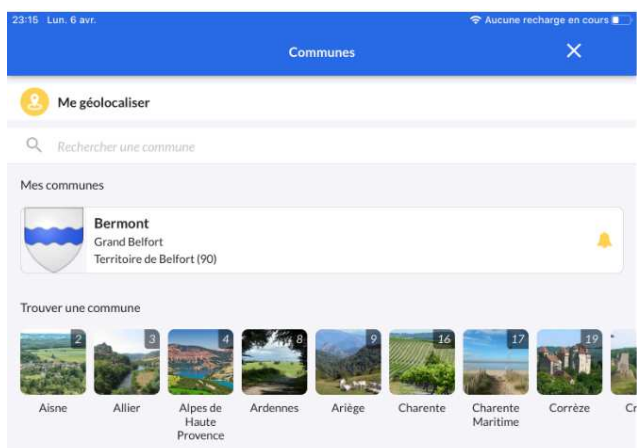 23:15 Lun. 6 avr. Aucune recharge en cours
Communes
Me géolocaliser
Rechercher une commune
Mes communes
Bermont
Grand Belfort
Territoire de Belfort (90)
Trouver une commune
2 3 4 8 9 16 17 19
Aisne Allier Alpes de Haute Provence Ardennes Ariège Charente Charente Maritime Corrèze Cr